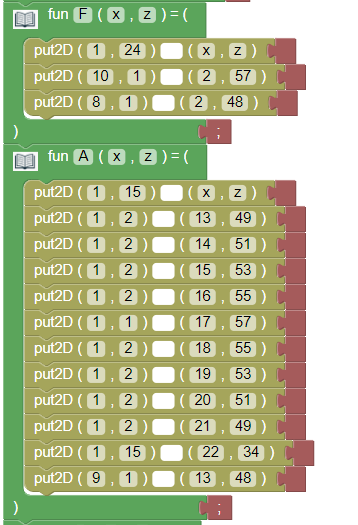 fun F ( x , z ) = (
put2D ( 1 , 24 ) ( x , z )
put2D ( 10 , 1 ) ( 2 , 57 )
put2D ( 8 , 1 ) ( 2 , 48 )
) ;
fun A ( x , z ) = (
put2D ( 1 , 15 ) ( x , z )
put2D ( 1 , 2 ) ( 13 , 49 )
put2D ( 1 , 2 ) ( 14 , 51 )
put2D ( 1 , 2 ) ( 15 , 53 )
put2D ( 1 , 2 ) ( 16 , 55 )
put2D ( 1 , 1 ) ( 17 , 57 )
put2D ( 1 , 2 ) ( 18 , 55 )
put2D ( 1 , 2 ) ( 19 , 53 )
put2D ( 1 , 2 ) ( 20 , 51 )
put2D ( 1 , 2 ) ( 21 , 49 )
put2D ( 1 , 15 ) ( 22 , 34 )
put2D ( 9 , 1 ) ( 13 , 48 )
) ;